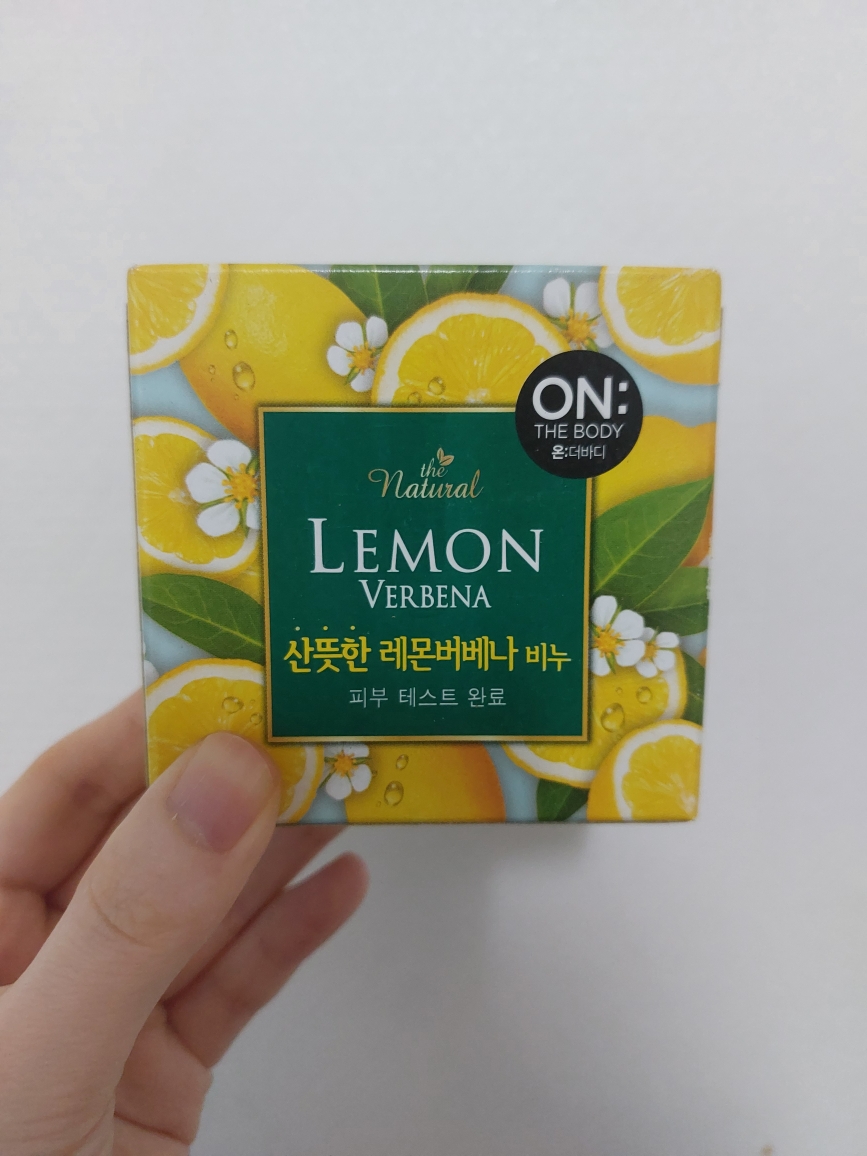 ON:
THE BODY
온:더바디
the
Natural
LEMON
VERBENA
산뜻한 레몬버베나 비누
피부 테스트 완료